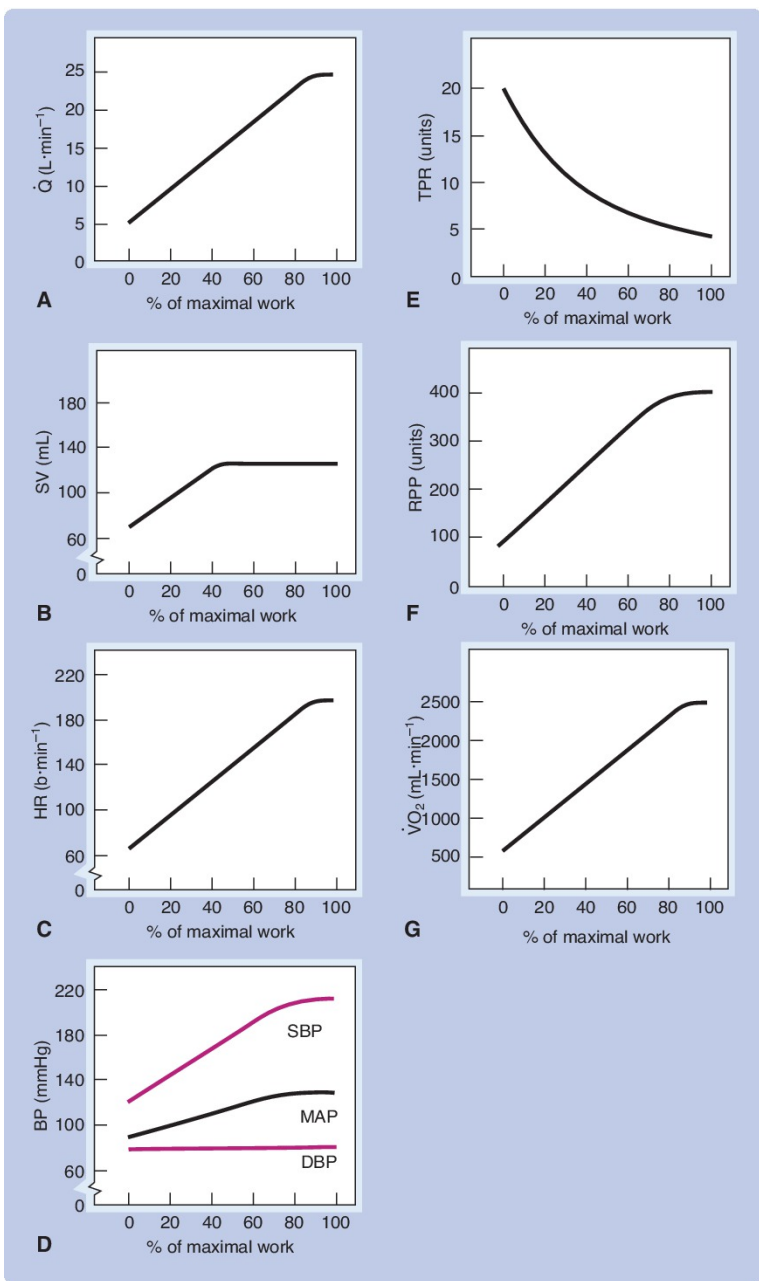 25
20
15
10
5
0
Q̇ (L·min⁻¹)
0 20 40 60 80 100
% of maximal work
A
180
140
100
60
0
SV (mL)
0 20 40 60 80 100
% of maximal work
B
220
180
140
100
60
0
HR (b·min⁻¹)
0 20 40 60 80 100
% of maximal work
C
220
180
140
100
60
0
BP (mmHg)
SBP
MAP
DBP
0 20 40 60 80 100
% of maximal work
D
20
15
10
5
0
TPR (units)
0 20 40 60 80 100
% of maximal work
E
400
300
200
100
0
RPP (units)
0 20 40 60 80 100
% of maximal work
F
2500
2000
1500
1000
500
V̇O₂ (mL·min⁻¹)
0 20 40 60 80 100
% of maximal work
G